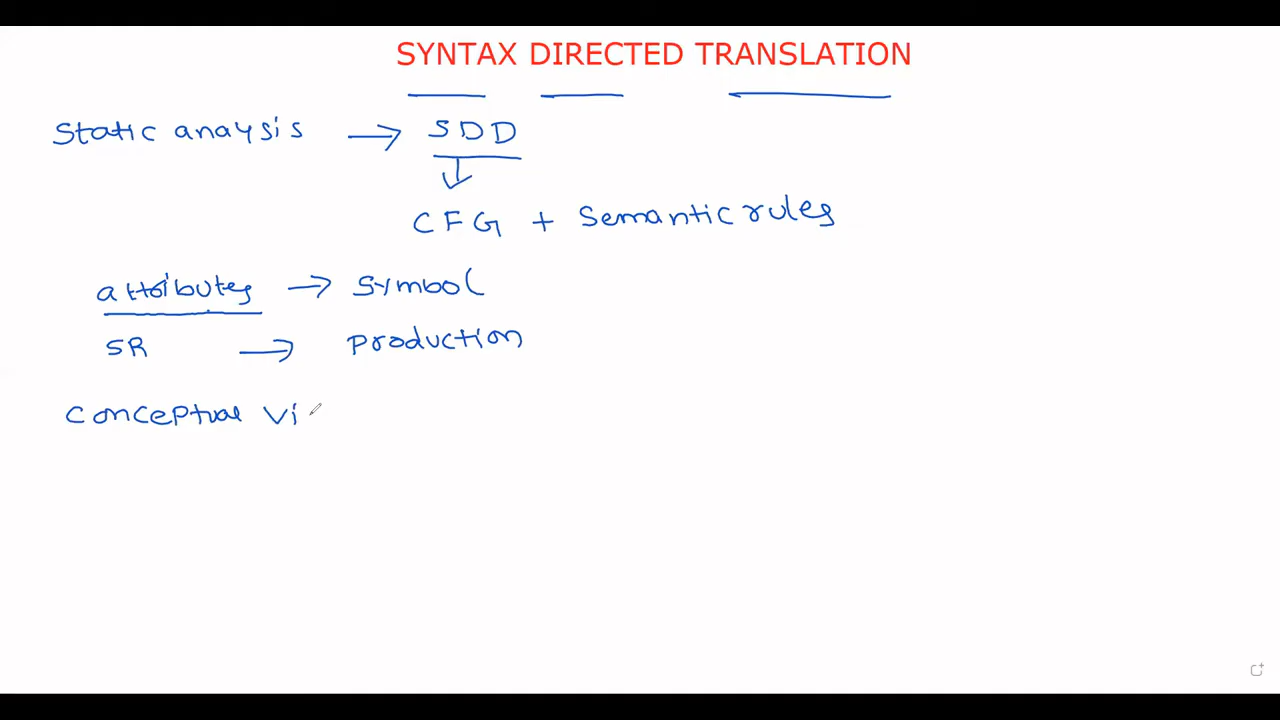 SYNTAX DIRECTED TRANSLATION
Static anaysis → SDD
↓
CFG + Semantic rules
attributes → Symbol
SR → Production
Conceptual Vi